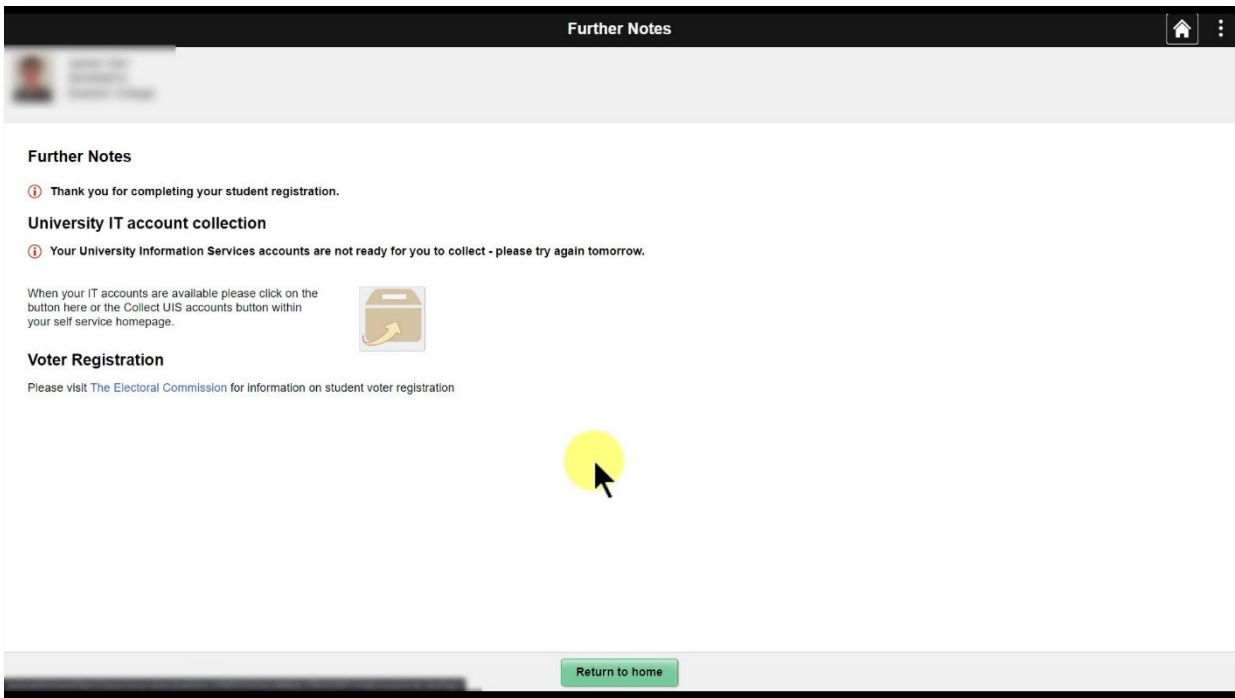 Further Notes
Further Notes
Thank you for completing your student registration.
University IT account collection
Your University Information Services accounts are not ready for you to collect - please try again tomorrow.
When your IT accounts are available please click on the
button here or the Collect UIS accounts button within
your self service homepage.
Voter Registration
Please visit The Electoral Commission for information on student voter registration
Return to home